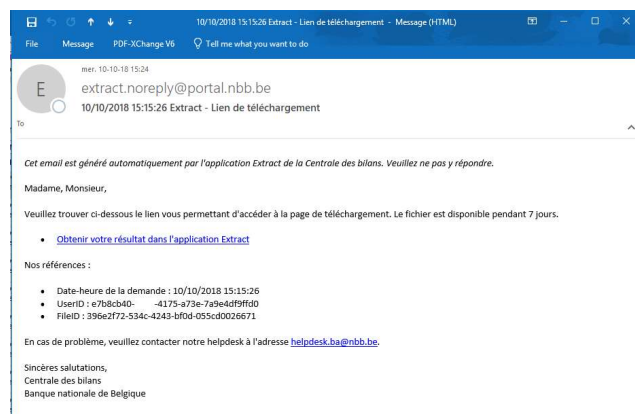 10/10/2018 15:15:26 Extract - Lien de téléchargement - Message (HTML)
File Message PDF-XChange V6 Tell me what you want to do
mer. 10-10-18 15:24
E
extract.noreply@portal.nbb.be
10/10/2018 15:15:26 Extract - Lien de téléchargement
To
Cet email est généré automatiquement par l'application Extract de la Centrale des bilans. Veuillez ne pas y répondre.
Madame, Monsieur,
Veuillez trouver ci-dessous le lien vous permettant d'accéder à la page de téléchargement. Le fichier est disponible pendant 7 jours.
• Obtenir votre résultat dans l'application Extract
Nos références :
• Date-heure de la demande : 10/10/2018 15:15:26
• UserID : e7b8cb40- -4175-a73e-7a9e4df9ffd0
• FileID : 396e2f72-534c-4243-bf0d-055cd0026671
En cas de problème, veuillez contacter notre helpdesk à l'adresse helpdesk.ba@nbb.be.
Sincères salutations,
Centrale des bilans
Banque nationale de Belgique